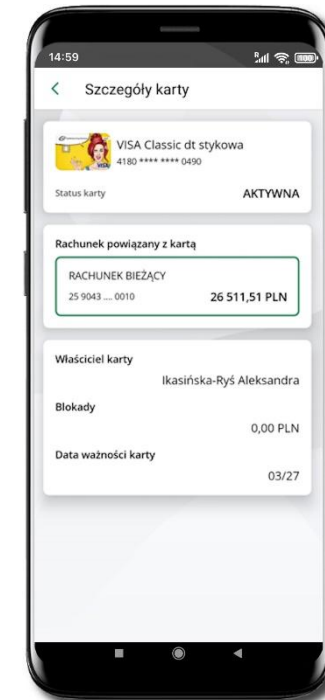 14:59
Szczegóły karty
VISA Classic dt stykowa
4180 **** **** 0490
Status karty AKTYWNA
Rachunek powiązany z kartą
RACHUNEK BIEŻĄCY
25 9043 .... 0010 26 511,51 PLN
Właściciel karty
Ikasińska-Ryś Aleksandra
Blokady
0,00 PLN
Data ważności karty
03/27